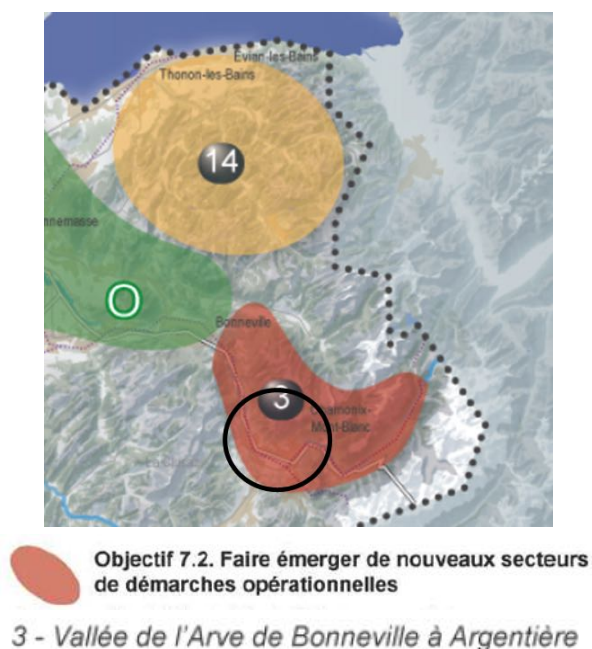 Evian-les-Bains
Thonon-les-Bains
14
nnemasse
O
Bonneville
3
Chamonix-
Mont-Blanc
Objectif 7.2. Faire émerger de nouveaux secteurs
de démarches opérationnelles
3 - Vallée de l'Arve de Bonneville à Argentière